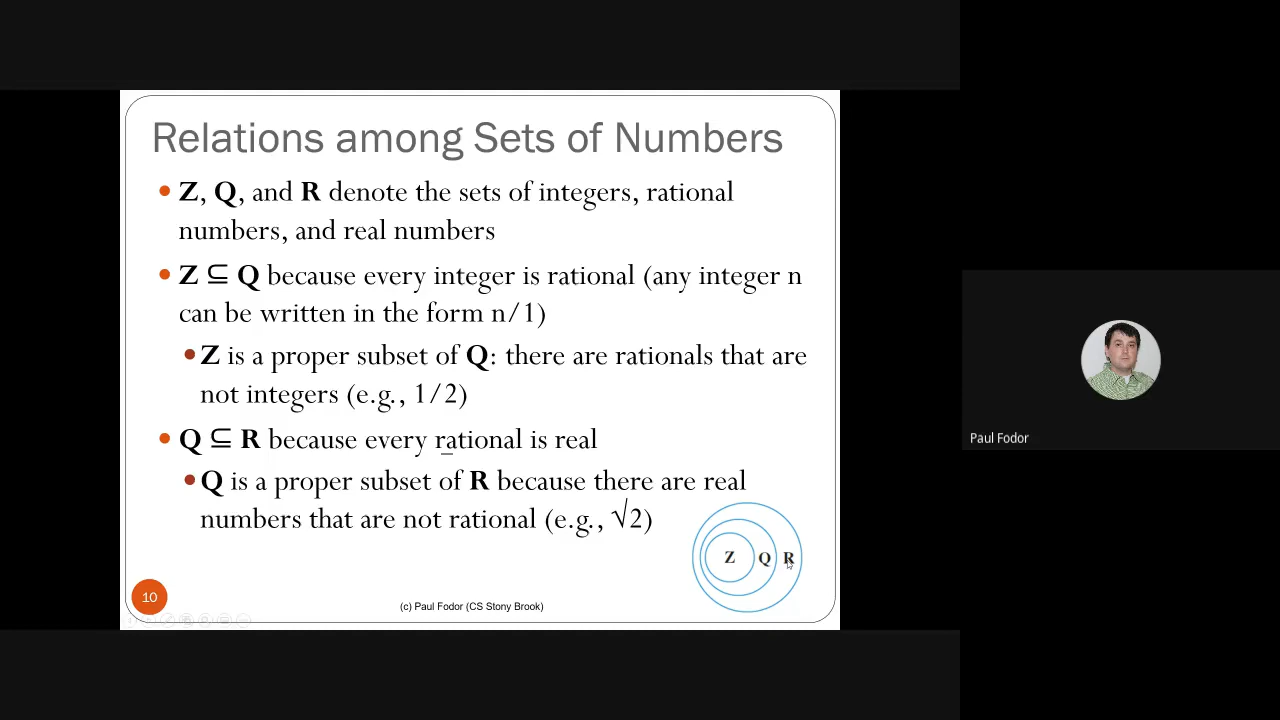 Relations among Sets of Numbers
• Z, Q, and R denote the sets of integers, rational
numbers, and real numbers
• Z ⊆ Q because every integer is rational (any integer n
can be written in the form n/1)
• Z is a proper subset of Q: there are rationals that are
not integers (e.g., 1/2)
• Q ⊆ R because every rational is real
• Q is a proper subset of R because there are real
numbers that are not rational (e.g., √2)
Z Q R
10
(c) Paul Fodor (CS Stony Brook)
Paul Fodor